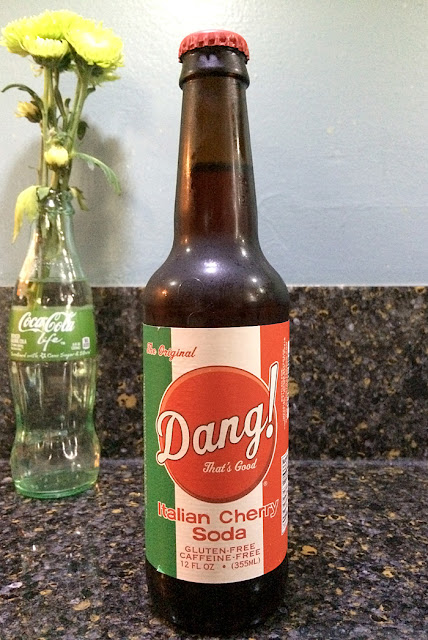 Coca-Cola
life
The Original
Dang!
That's Good
®
Italian Cherry
Soda
GLUTEN-FREE
CAFFEINE-FREE
12 FL OZ • (355ML)